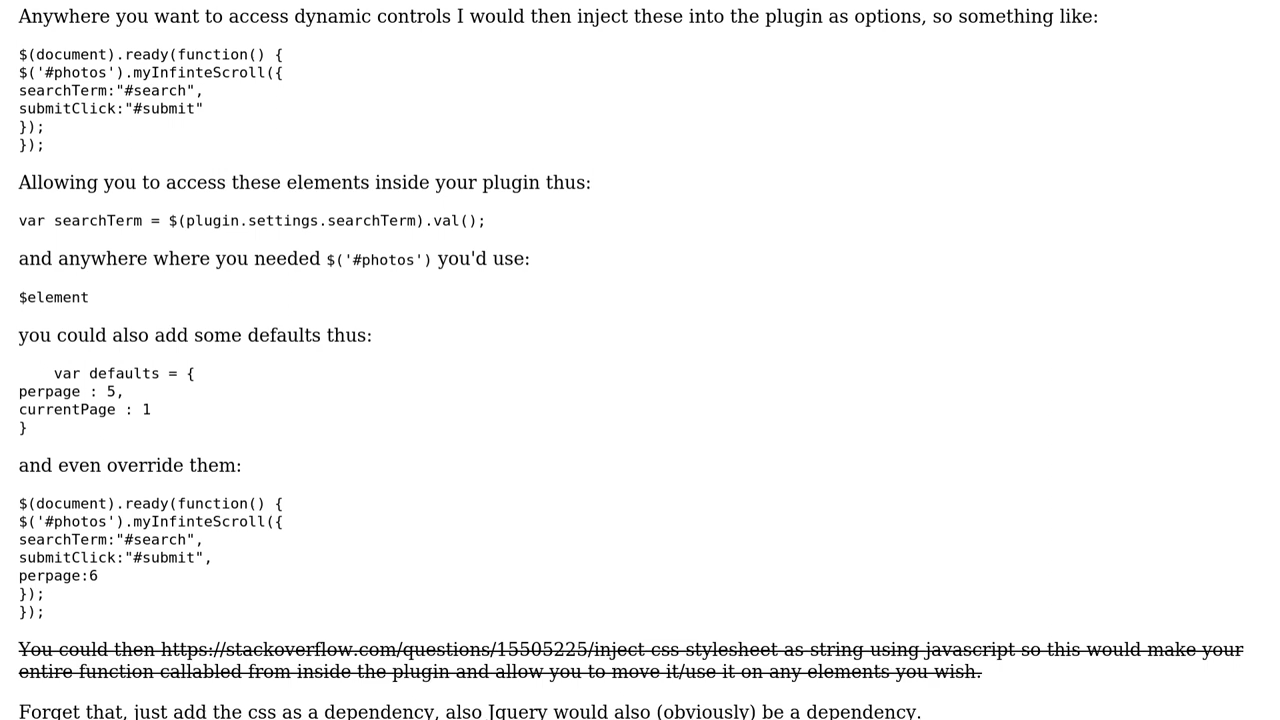 Anywhere you want to access dynamic controls I would then inject these into the plugin as options, so something like:
$(document).ready(function() {
$('#photos').myInfinteScroll({
searchTerm:"#search",
submitClick:"#submit"
});
});
Allowing you to access these elements inside your plugin thus:
var searchTerm = $(plugin.settings.searchTerm).val();
and anywhere where you needed $('#photos') you'd use:
$element
you could also add some defaults thus:
    var defaults = {
perpage : 5,
currentPage : 1
}
and even override them:
$(document).ready(function() {
$('#photos').myInfinteScroll({
searchTerm:"#search",
submitClick:"#submit",
perpage:6
});
});
You could then https://stackoverflow.com/questions/15505225/inject-css-stylesheet-as-string-using-javascript so this would make your
entire function callabled from inside the plugin and allow you to move it/use it on any elements you wish.
Forget that, just add the css as a dependency, also Jquery would also (obviously) be a dependency.